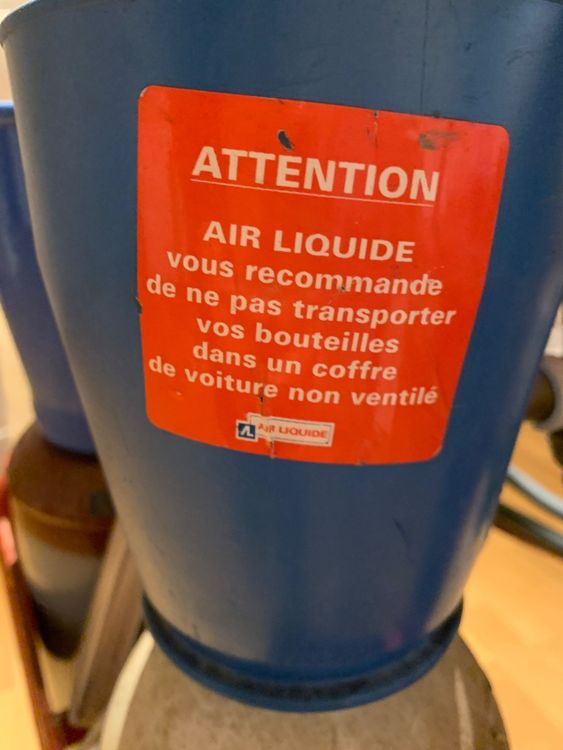 ATTENTION
AIR LIQUIDE
vous recommande
de ne pas transporter
vos bouteilles
dans un coffre
de voiture non ventilé
AL AIR LIQUIDE